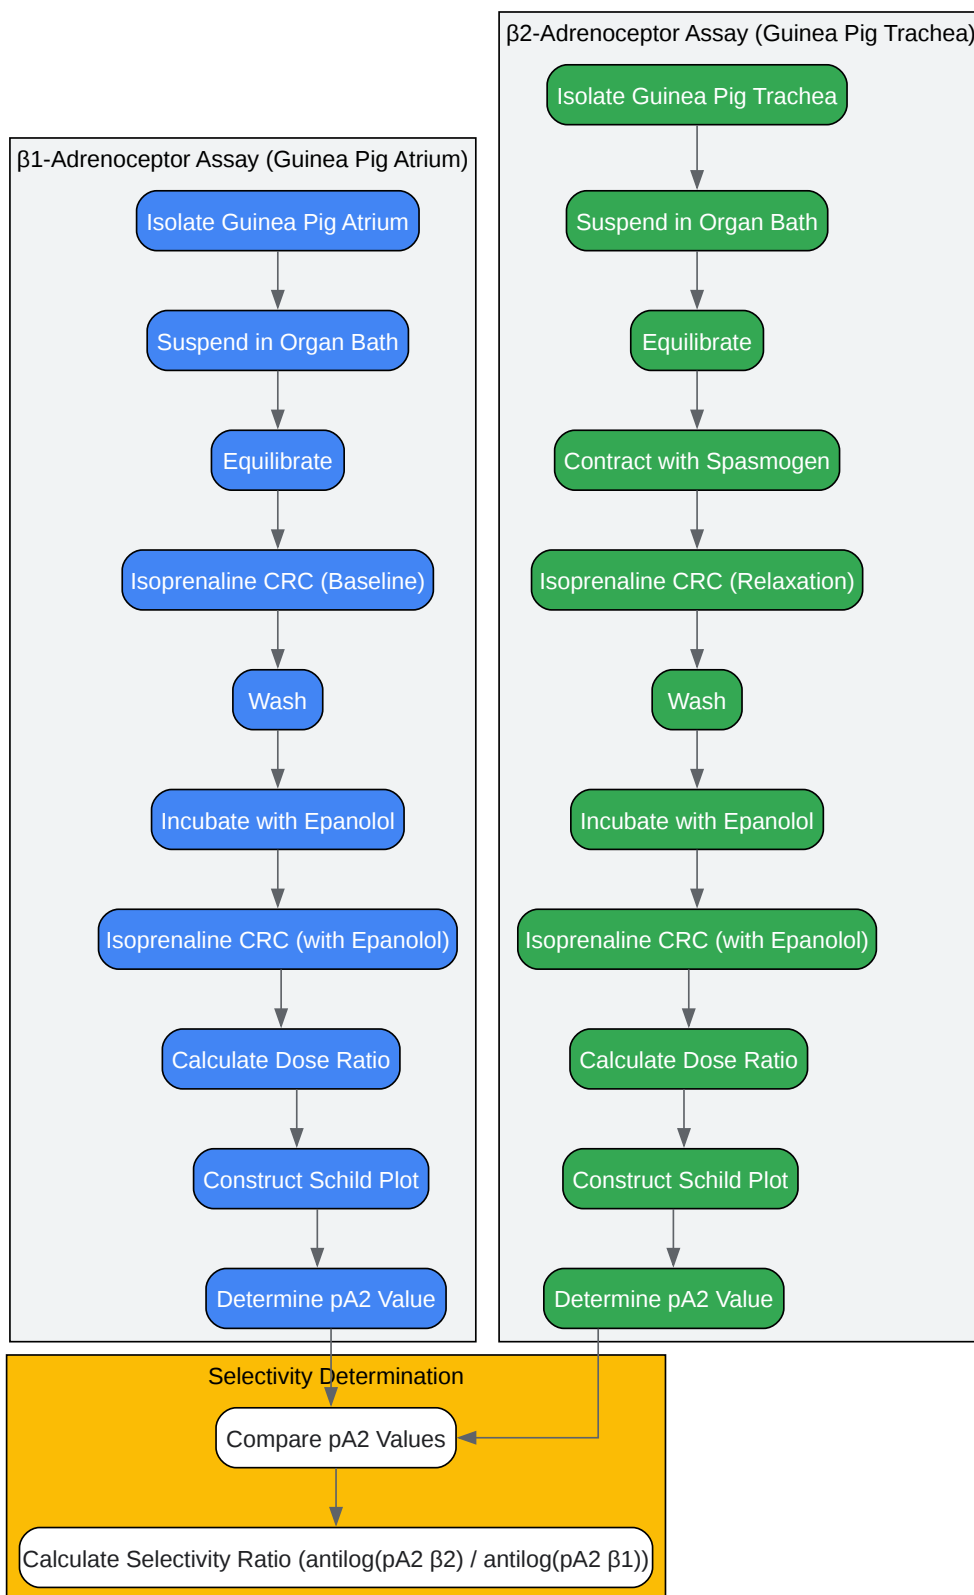 β1-Adrenoceptor Assay (Guinea Pig Atrium)
Isolate Guinea Pig Atrium
Suspend in Organ Bath
Equilibrate
Isoprenaline CRC (Baseline)
Wash
Incubate with Epanolol
Isoprenaline CRC (with Epanolol)
Calculate Dose Ratio
Construct Schild Plot
Determine pA2 Value
β2-Adrenoceptor Assay (Guinea Pig Trachea)
Isolate Guinea Pig Trachea
Suspend in Organ Bath
Equilibrate
Contract with Spasmogen
Isoprenaline CRC (Relaxation)
Wash
Incubate with Epanolol
Isoprenaline CRC (with Epanolol)
Calculate Dose Ratio
Construct Schild Plot
Determine pA2 Value
Selectivity Determination
Compare pA2 Values
Calculate Selectivity Ratio (antilog(pA2 β2) / antilog(pA2 β1))